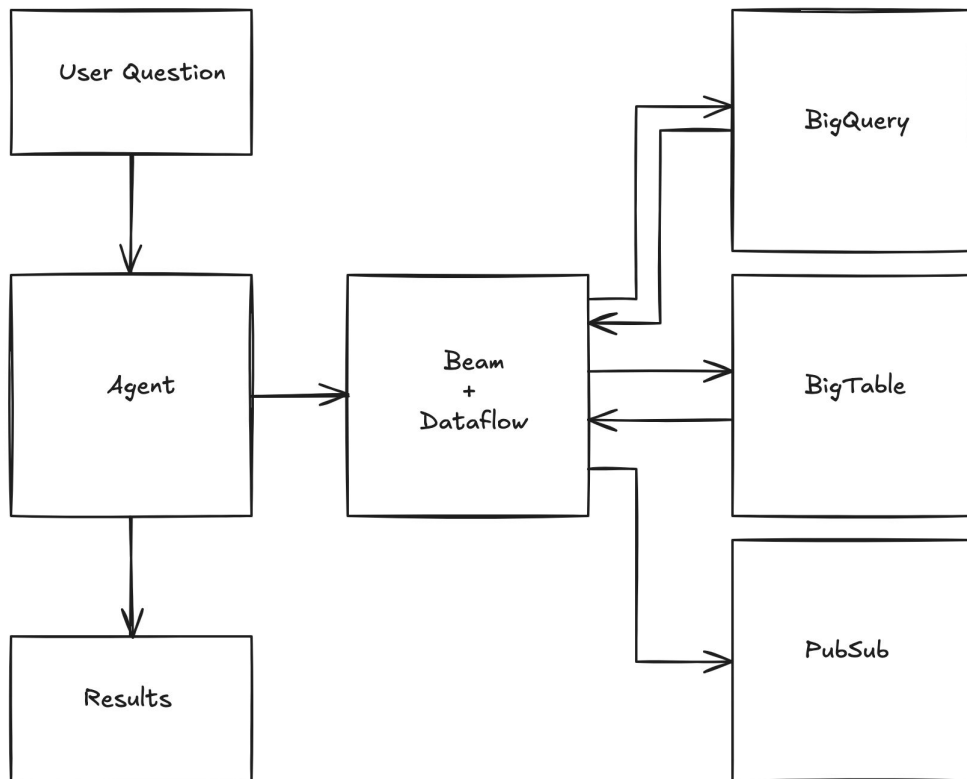 User Question
BigQuery
Agent
Beam
+
Dataflow
BigTable
PubSub
Results